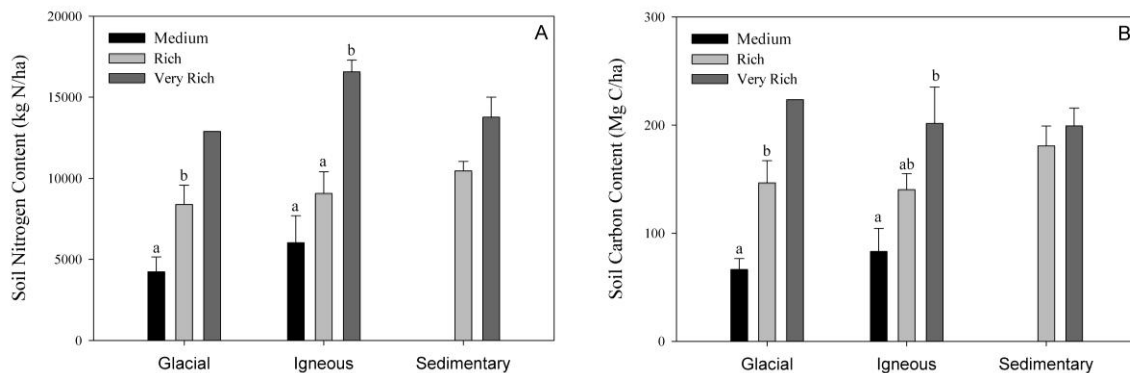 Soil Nitrogen Content (kg N/ha)
20000
15000
10000
5000
0
Medium
Rich
Very Rich
A
a
b
a
a
b
Glacial
Igneous
Sedimentary
Soil Carbon Content (Mg C/ha)
300
200
100
0
Medium
Rich
Very Rich
B
a
b
a
ab
b
Glacial
Igneous
Sedimentary